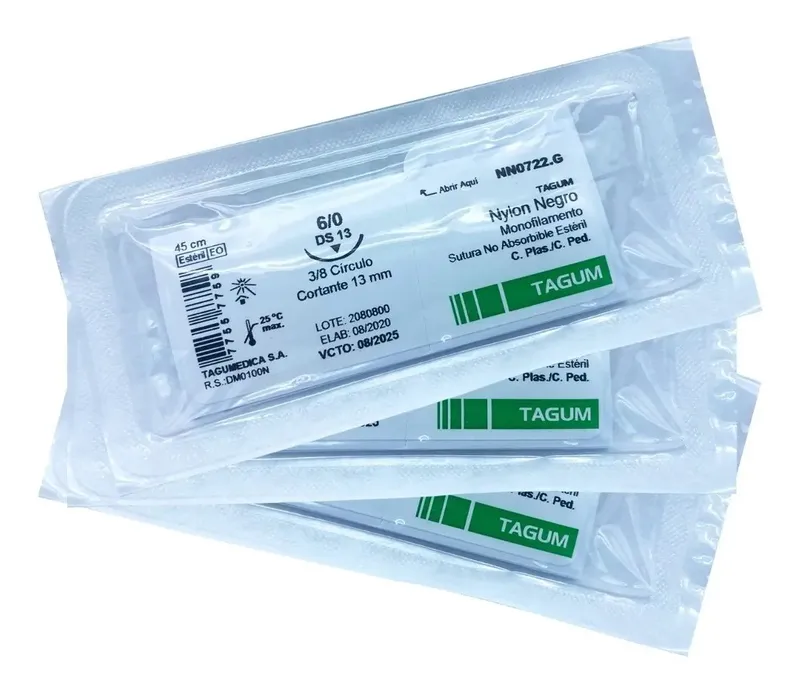 NN0722.G
Abrir Aqui
TAGUM
Nylon Negro
Monofilamento
Sutura No Absorbible Estéril
C. Plas./C. Ped.
TAGUM
6/0
DS 13
3/8 Círculo
Cortante 13 mm
LOTE: 2080800
ELAB: 08/2020
VCTO: 08/2025
45 cm
Estéril EO
25 °C
max.
TAGUMEDICA S.A.
R.S.:DM0100N
Estéril
C. Plas./C. Ped.
TAGUM
Ped.
TAGUM